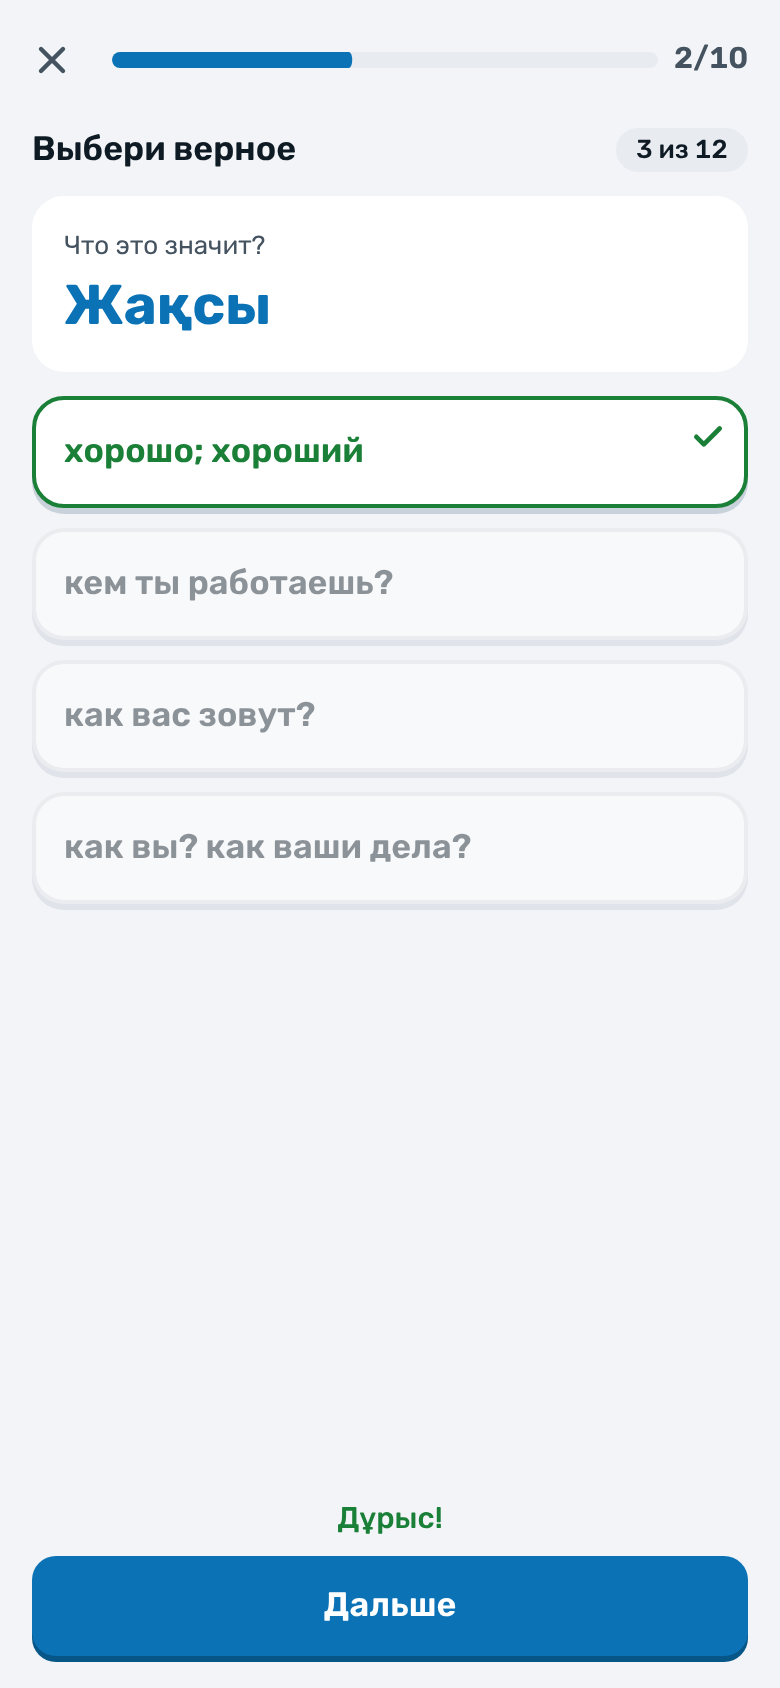 2/10
Выбери верное
3 из 12
Что это значит?
Жақсы
хорошо; хороший
кем ты работаешь?
как вас зовут?
как вы? как ваши дела?
Дұрыс!
Дальше